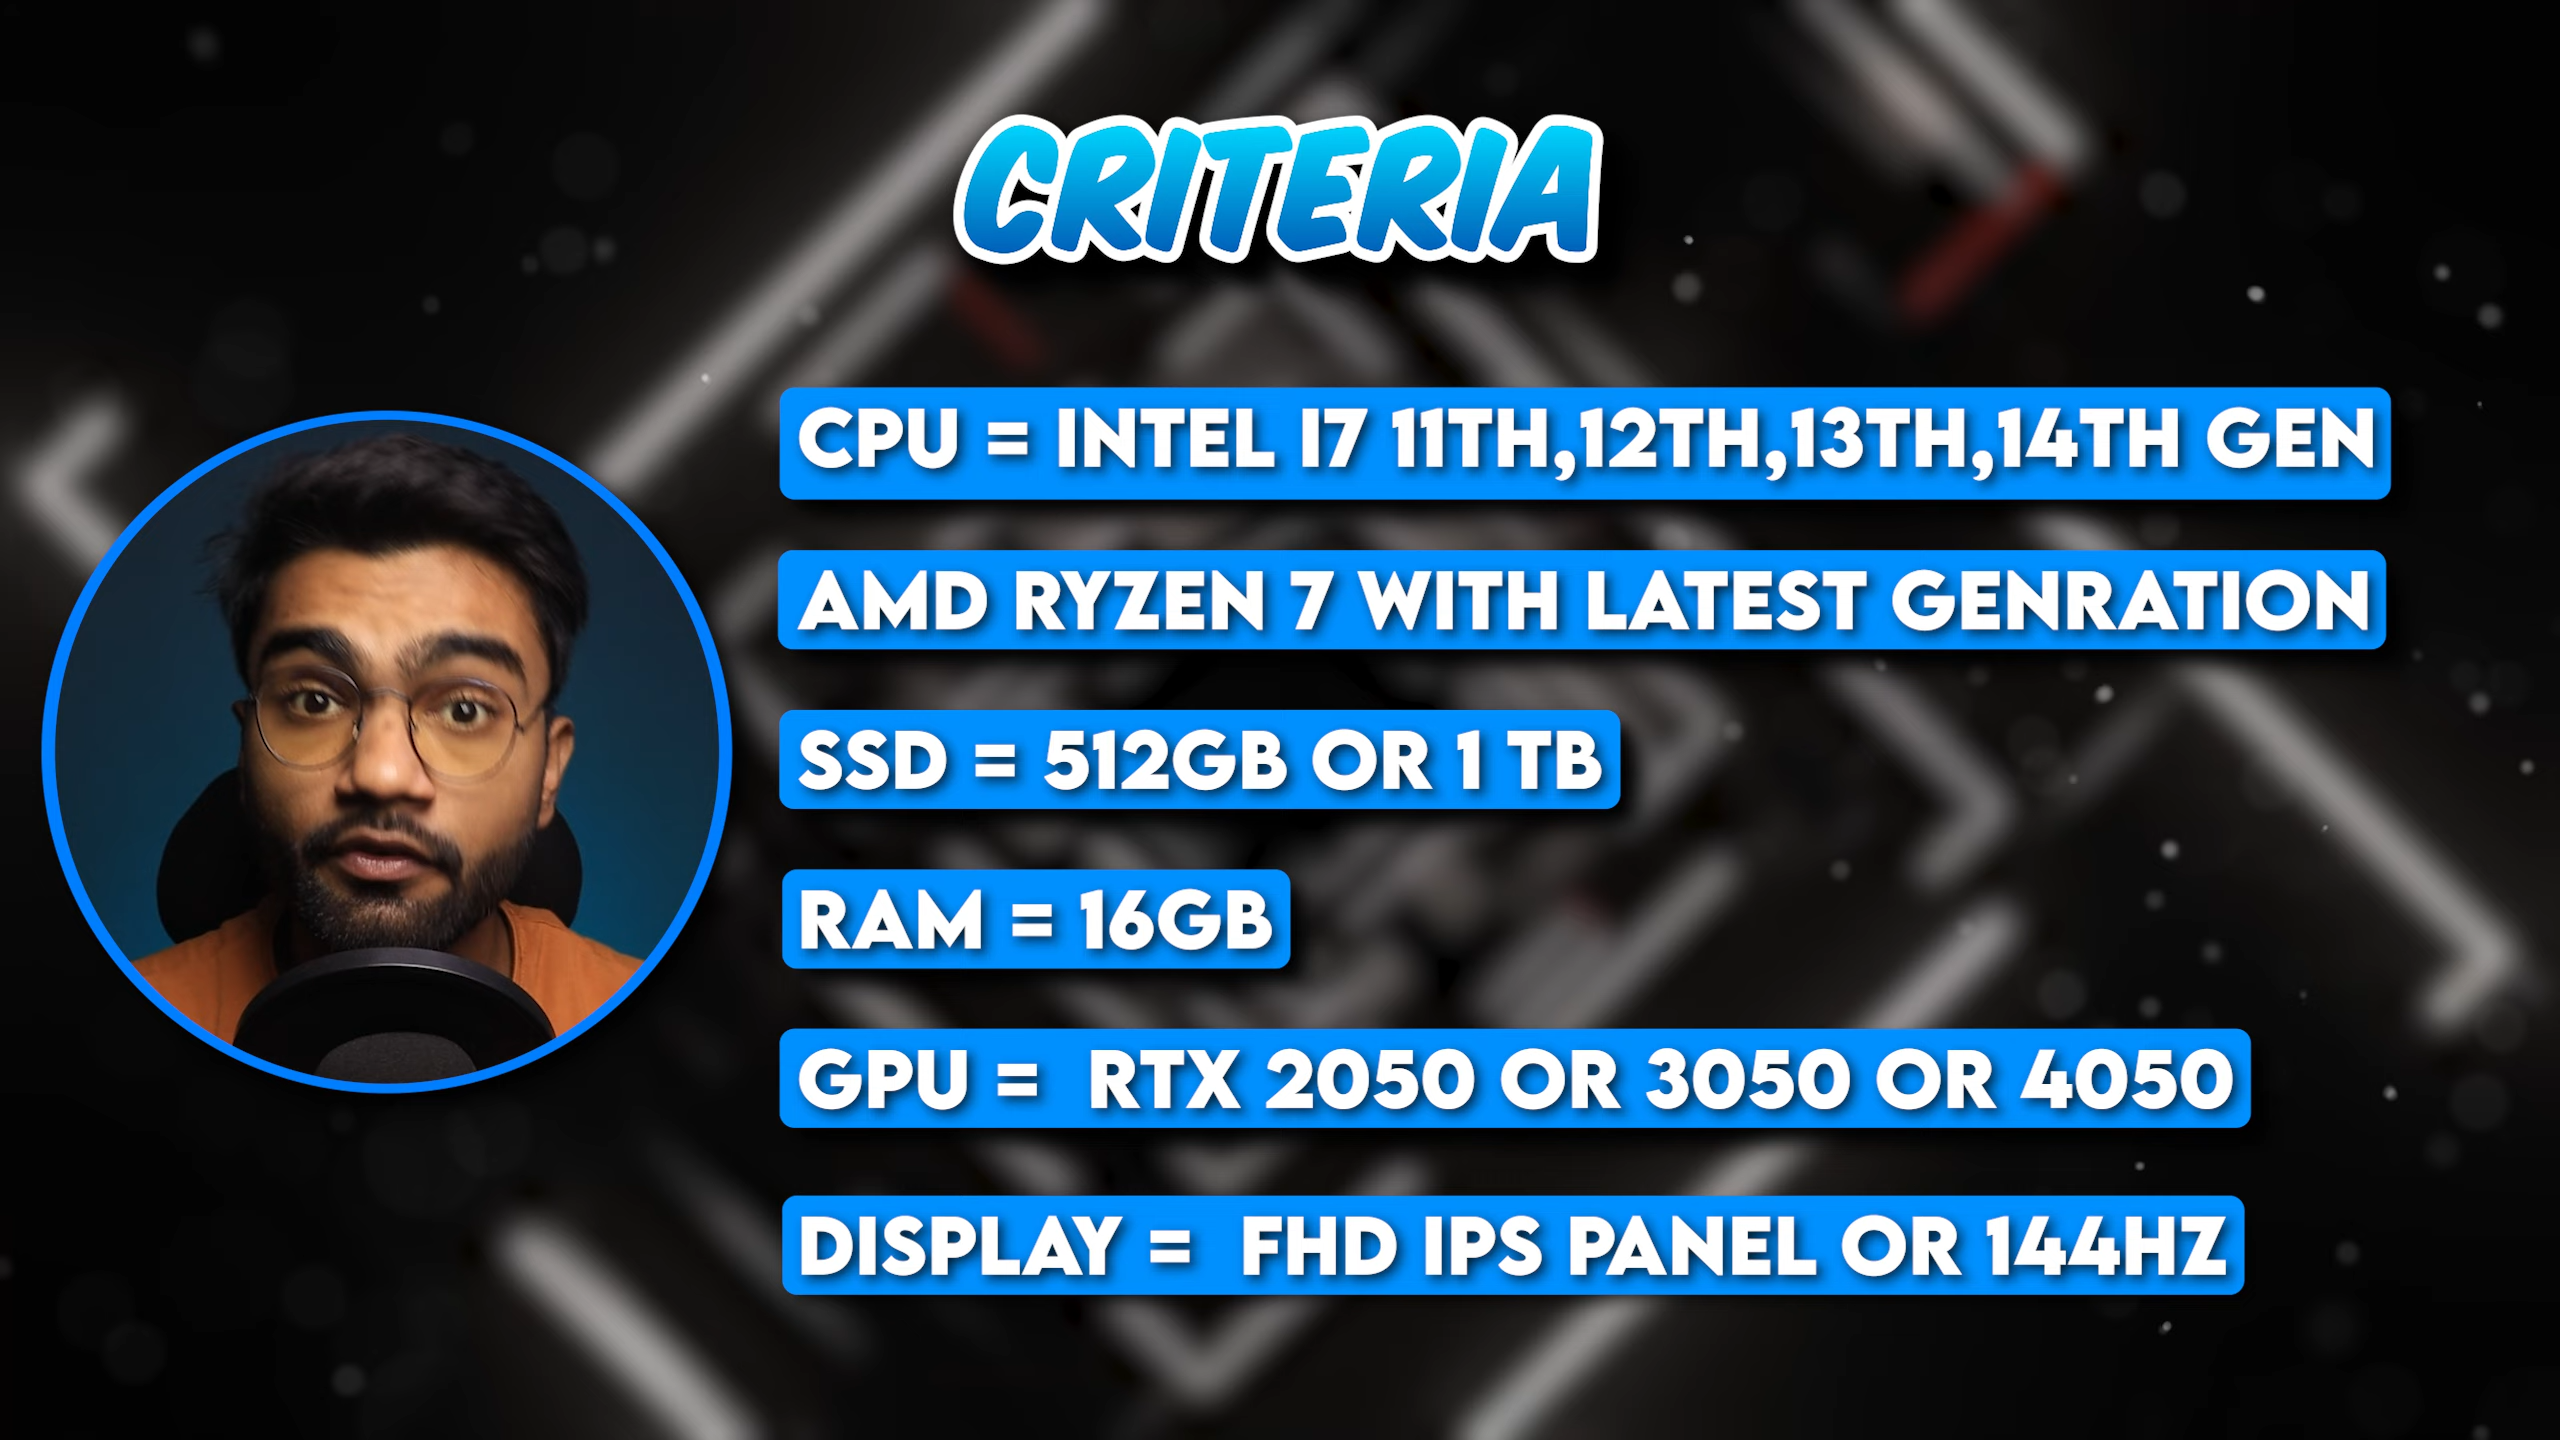 CRITERIA
CPU = INTEL I7 11TH,12TH,13TH,14TH GEN
AMD RYZEN 7 WITH LATEST GENRATION
SSD = 512GB OR 1 TB
RAM = 16GB
GPU = RTX 2050 OR 3050 OR 4050
DISPLAY = FHD IPS PANEL OR 144HZ